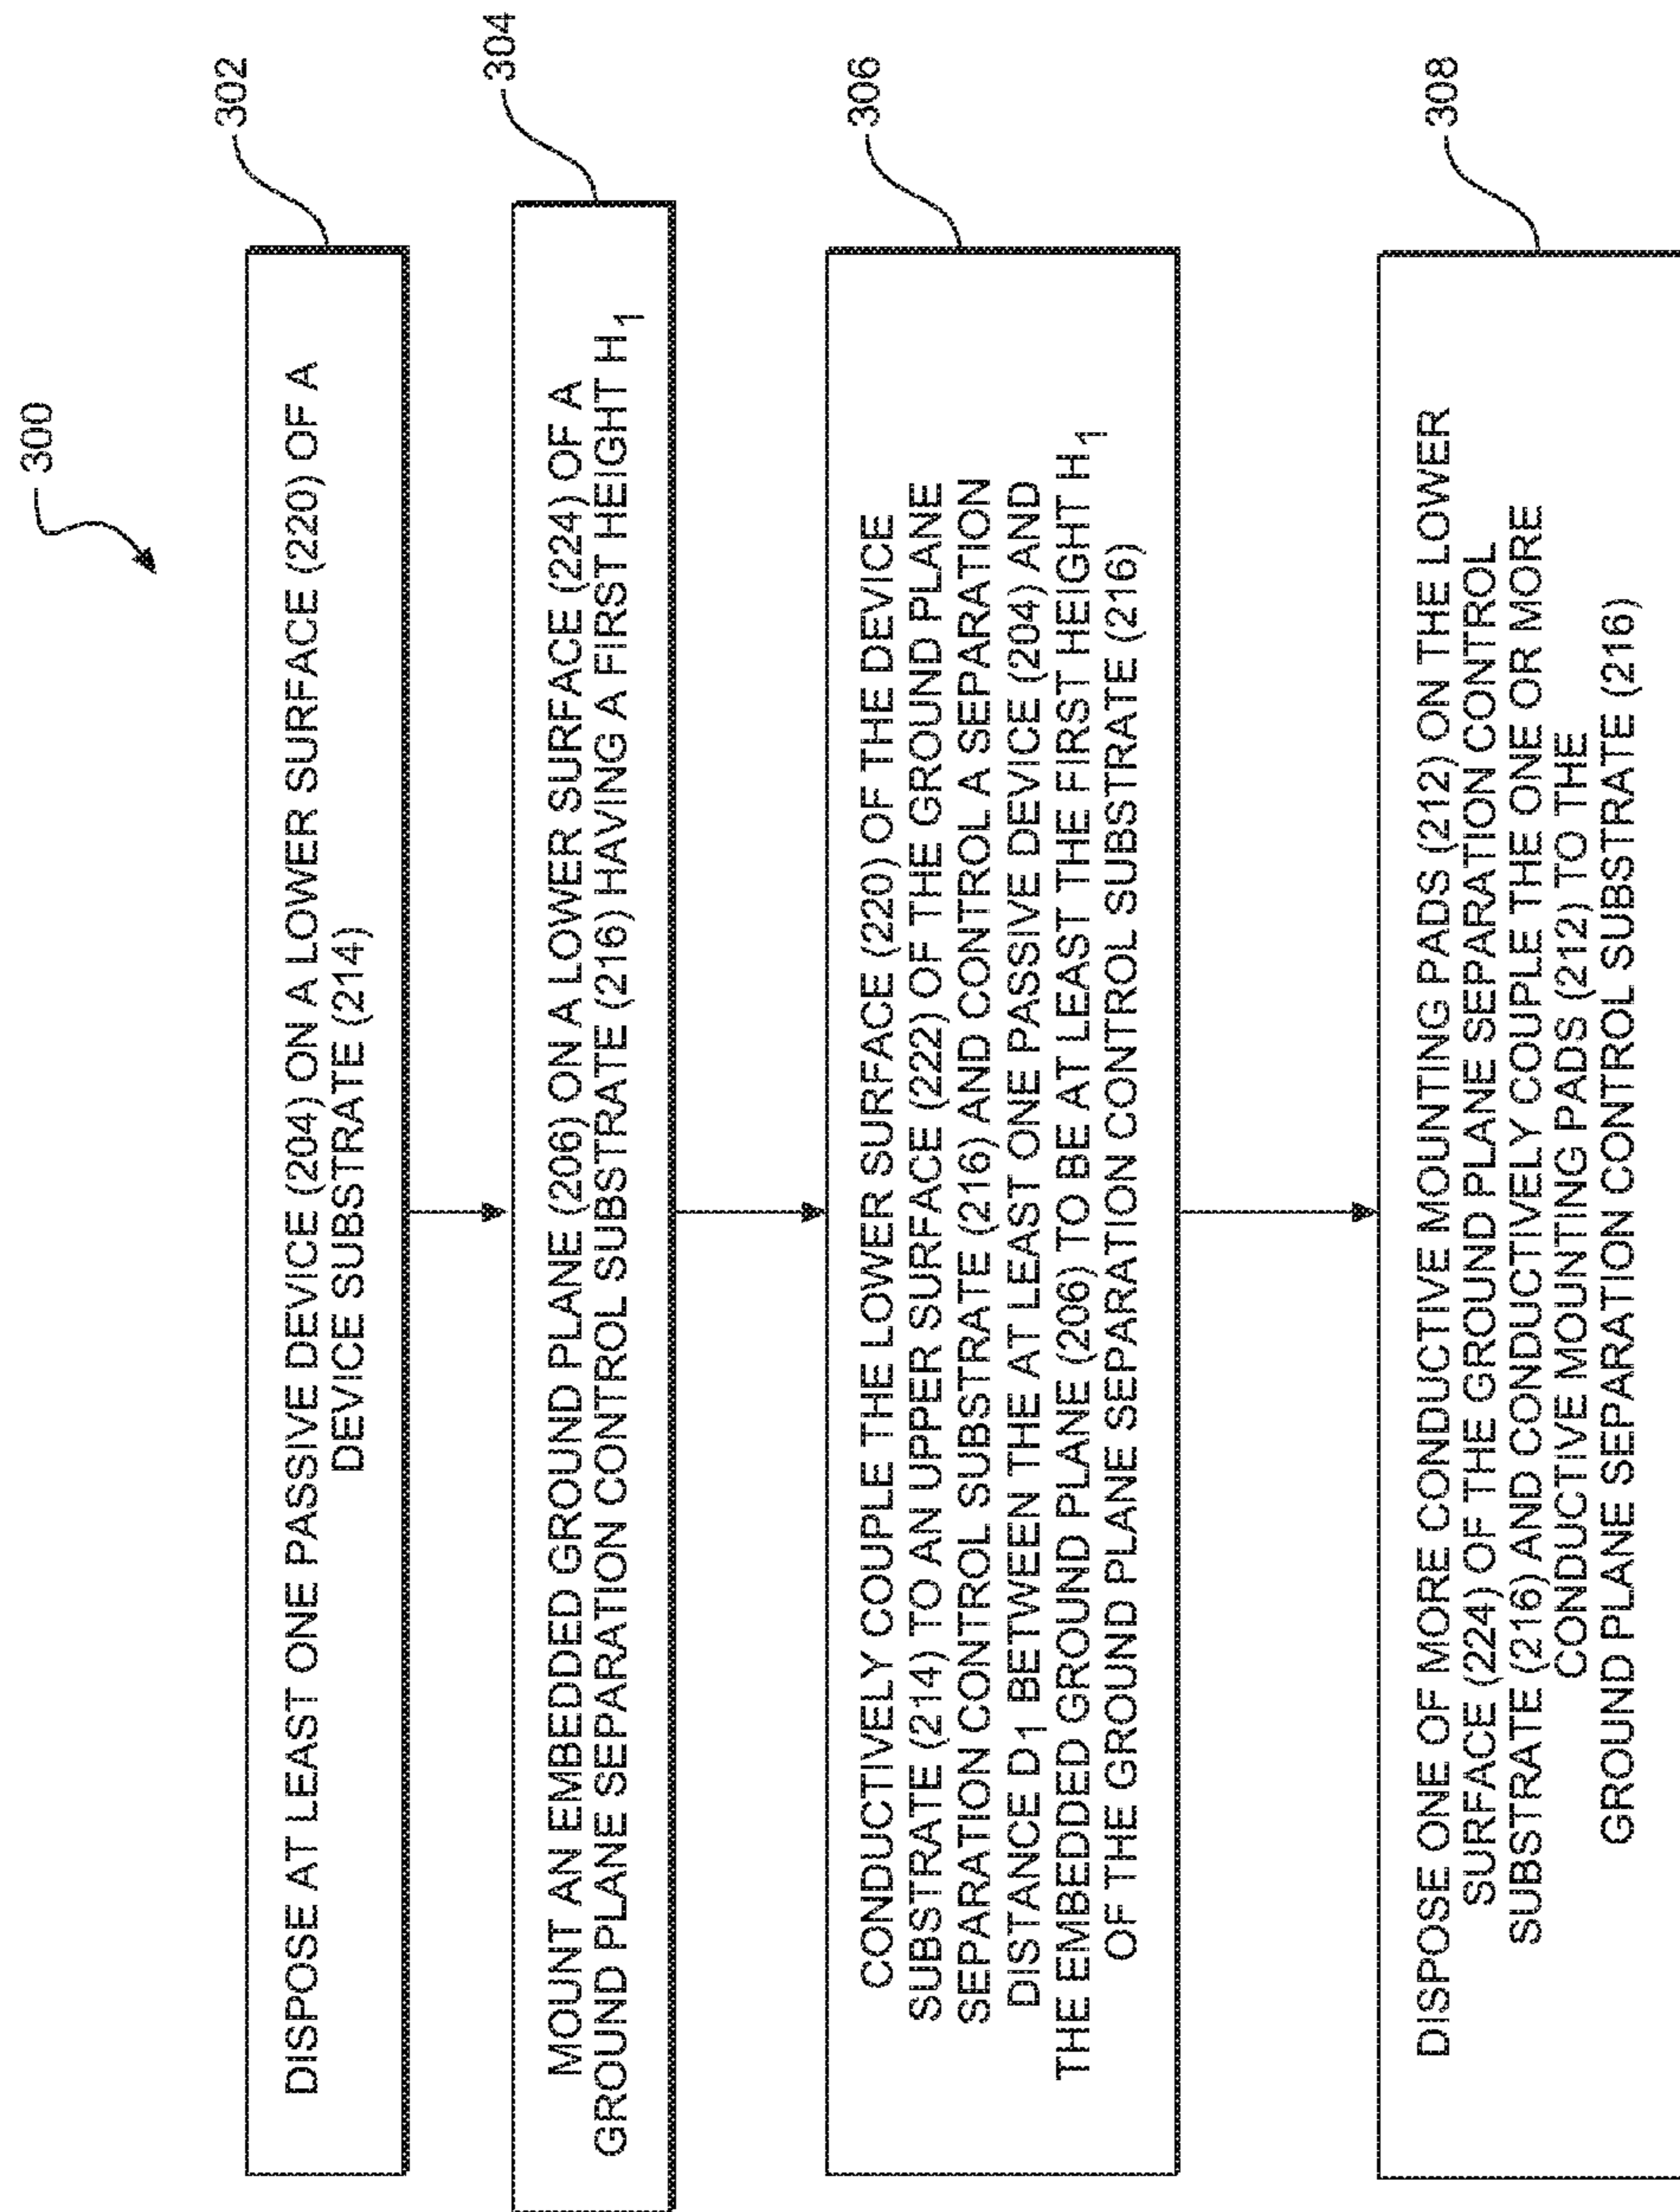 300
302
DISPOSE AT LEAST ONE PASSIVE DEVICE (204) ON A LOWER SURFACE (220) OF A
DEVICE SUBSTRATE (214)
304
MOUNT AN EMBEDDED GROUND PLANE (206) ON A LOWER SURFACE (224) OF A
GROUND PLANE SEPARATION CONTROL SUBSTRATE (216) HAVING A FIRST HEIGHT H1
306
CONDUCTIVELY COUPLE THE LOWER SURFACE (220) OF THE DEVICE
SUBSTRATE (214) TO AN UPPER SURFACE (222) OF THE GROUND PLANE
SEPARATION CONTROL SUBSTRATE (216) AND CONTROL A SEPARATION
DISTANCE D1 BETWEEN THE AT LEAST ONE PASSIVE DEVICE (204) AND
THE EMBEDDED GROUND PLANE (206) TO BE AT LEAST THE FIRST HEIGHT H1
OF THE GROUND PLANE SEPARATION CONTROL SUBSTRATE (216)
308
DISPOSE ONE OF MORE CONDUCTIVE MOUNTING PADS (212) ON THE LOWER
SURFACE (224) OF THE GROUND PLANE SEPARATION CONTROL
SUBSTRATE (216) AND CONDUCTIVELY COUPLE THE ONE OR MORE
CONDUCTIVE MOUNTING PADS (212) TO THE
GROUND PLANE SEPARATION CONTROL SUBSTRATE (216)